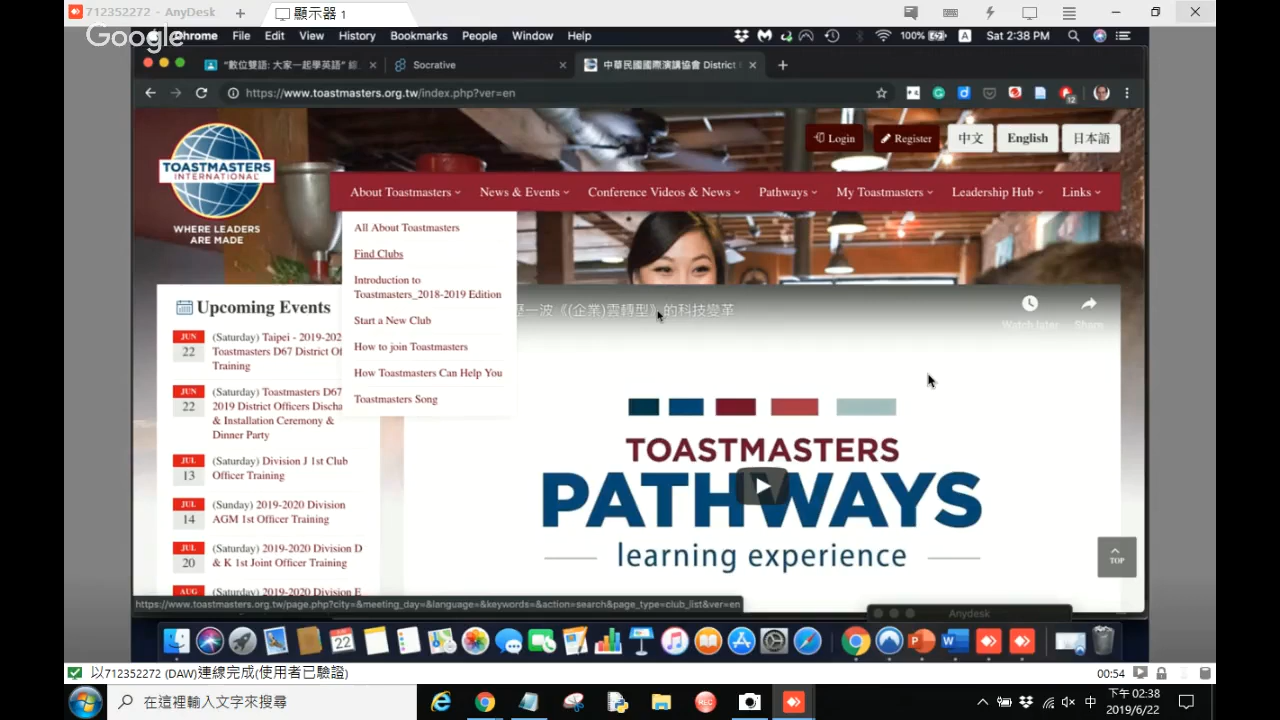 712352272 - AnyDesk
顯示器 1
Google
Chrome File Edit View History Bookmarks People Window Help
100%
A
Sat 2:38 PM
"數位雙語: 大家一起學英語" 綜
Socrative
中華民國國際演講協會 District
https://www.toastmasters.org.tw/index.php?ver=en
12
Login
Register
中文
English
日本語
TOASTMASTERS
INTERNATIONAL
WHERE LEADERS
ARE MADE
About Toastmasters
News & Events
Conference Videos & News
Pathways
My Toastmasters
Leadership Hub
Links
All About Toastmasters
Find Clubs
Introduction to
Toastmasters_2018-2019 Edition
Start a New Club
How to join Toastmasters
How Toastmasters Can Help You
Toastmasters Song
Upcoming Events
JUN
22
(Saturday) Taipei - 2019-202
Toastmasters D67 District Of
Training
JUN
22
(Saturday) Toastmasters D67
2019 District Officers Discha
& Installation Ceremony &
Dinner Party
JUL
13
(Saturday) Division J 1st Club
Officer Training
JUL
14
(Sunday) 2019-2020 Division
AGM 1st Officer Training
JUL
20
(Saturday) 2019-2020 Division D
& K 1st Joint Officer Training
AUG
(Saturday) 2019-2020 Division E
一波《(企業)雲轉型》的科技變革
Watch later
Share
TOASTMASTERS
PATHWAYS
learning experience
TOP
https://www.toastmasters.org.tw/page.php?city=&meeting_day=&language=&keywords=&action=search&page_type=club_list&ver=en
Anydesk
22
以712352272 (DAW)連線完成(使用者已驗證)
00:54
在這裡輸入文字來搜尋
REC
中
下午 02:38
2019/6/22